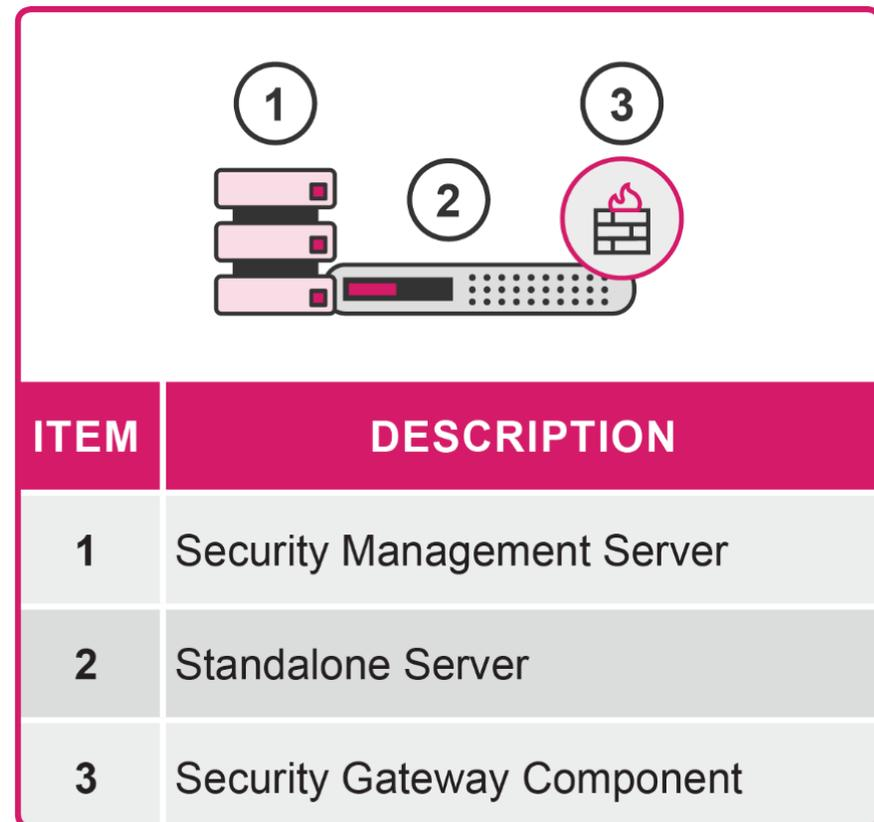 1
3
2
ITEM DESCRIPTION
1 Security Management Server
2 Standalone Server
3 Security Gateway Component